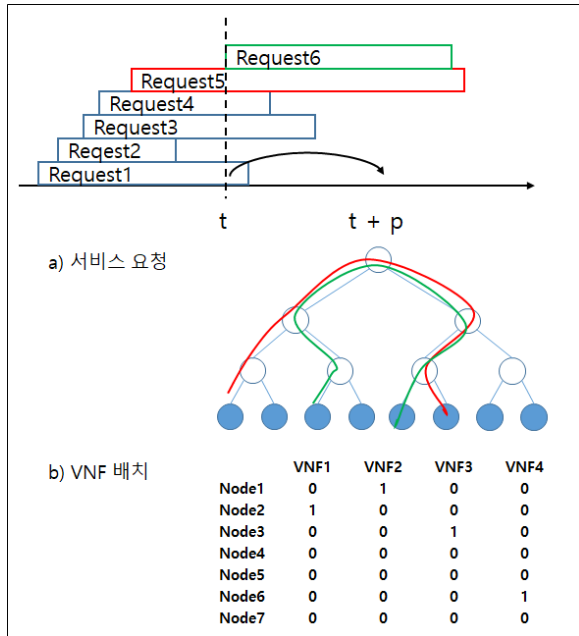 Request6
Request5
Request4
Request3
Reqest2
Request1
t t + p
a) 서비스 요청
b) VNF 배치
VNF1 VNF2 VNF3 VNF4
Node1 0 1 0 0
Node2 1 0 0 0
Node3 0 0 1 0
Node4 0 0 0 0
Node5 0 0 0 0
Node6 0 0 0 1
Node7 0 0 0 0